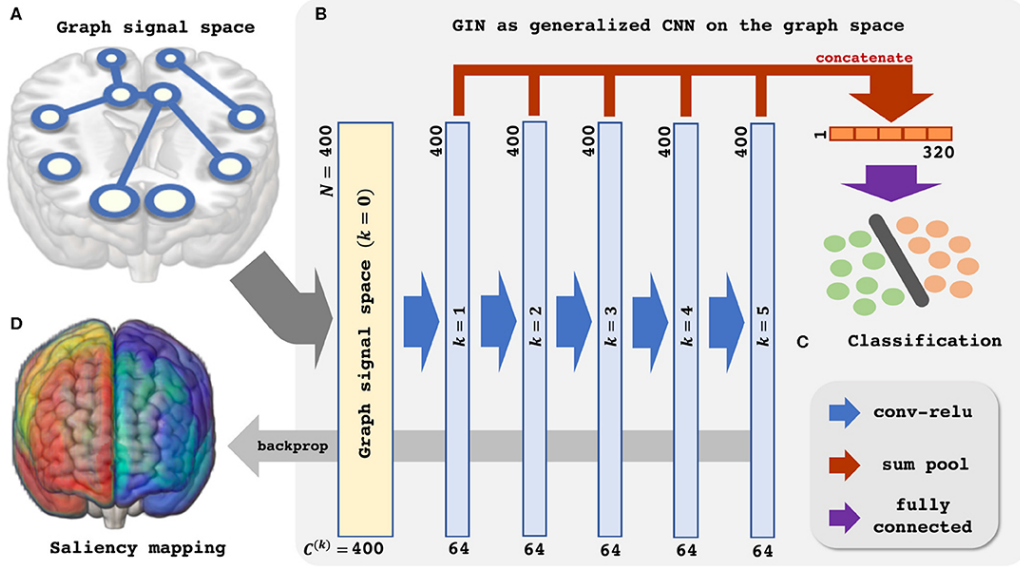 A
Graph signal space
B
GIN as generalized CNN on the graph space
concatenate
N = 400
400
400
400
400
400
1
320
Graph signal space (k = 0)
k = 1
k = 2
k = 3
k = 4
k = 5
D
C
Classification
backprop
conv-relu
sum pool
fully
connected
Saliency mapping
C(k) = 400
64
64
64
64
64